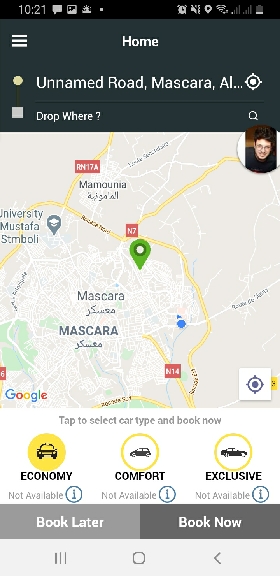 10:21
Home
Unnamed Road, Mascara, Al...
Drop Where ?
RN17A
Mamounia
المامونية
University
Mustafa
Stmboli
N7
Mascara
معسكر
MASCARA
معسكر
N14
6
Google
Tap to select car type and book now
ECONOMY COMFORT EXCLUSIVE
Not Available i Not Available i Not Available i
Book Later Book Now